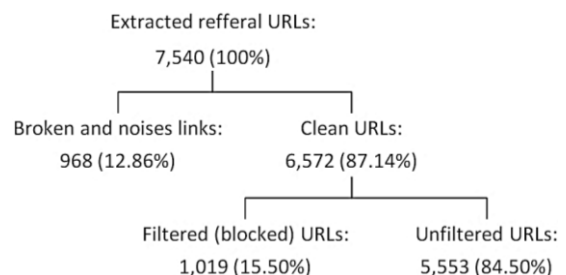 Extracted refferal URLs:
7,540 (100%)
Broken and noises links:
968 (12.86%)
Clean URLs:
6,572 (87.14%)
Filtered (blocked) URLs:
1,019 (15.50%)
Unfiltered URLs:
5,553 (84.50%)